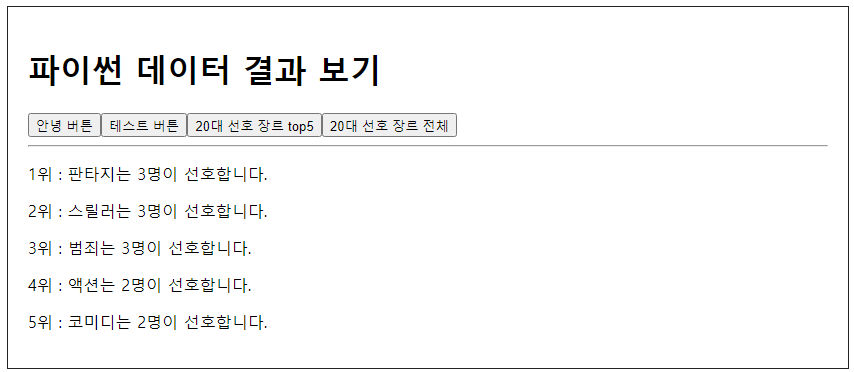 파이썬 데이터 결과 보기
안녕 버튼 테스트 버튼 20대 선호 장르 top5 20대 선호 장르 전체
1위 : 판타지는 3명이 선호합니다.
2위 : 스릴러는 3명이 선호합니다.
3위 : 범죄는 3명이 선호합니다.
4위 : 액션는 2명이 선호합니다.
5위 : 코미디는 2명이 선호합니다.